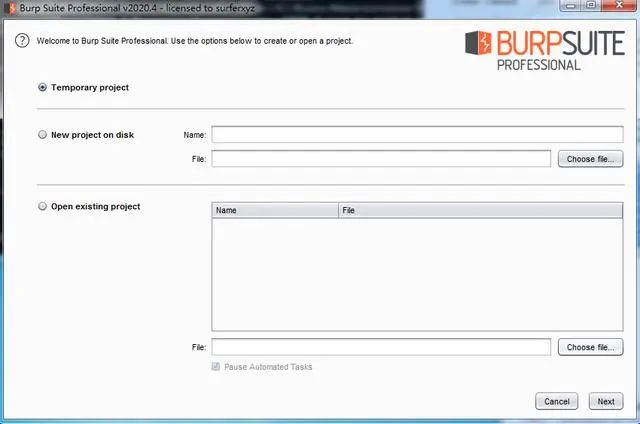 Burp Suite Professional v2020.4 - licensed to surferxyz
Welcome to Burp Suite Professional. Use the options below to create or open a project.
BURPSUITE
PROFESSIONAL
Temporary project
New project on disk
Name:
File:
Choose file...
Open existing project
Name
File
File:
Choose file...
Pause Automated Tasks
Cancel
Next